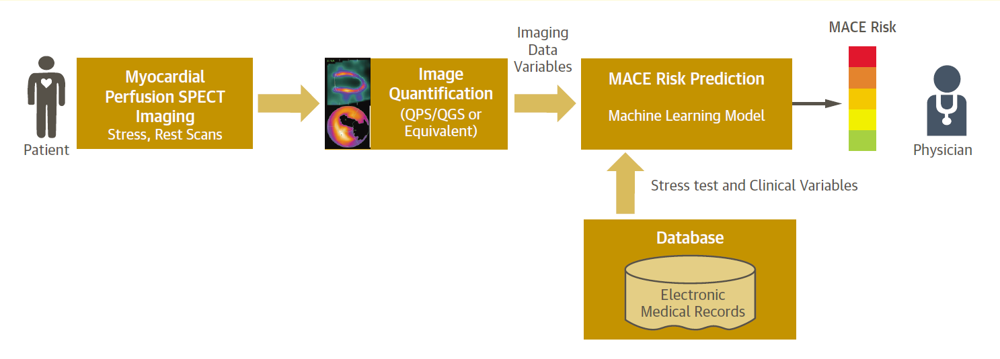 Patient
Myocardial
Perfusion SPECT
Imaging
Stress, Rest Scans
Image
Quantification
(QPS/QGS or
Equivalent)
Imaging
Data
Variables
MACE Risk Prediction
Machine Learning Model
MACE Risk
Physician
Stress test and Clinical Variables
Database
Electronic
Medical Records